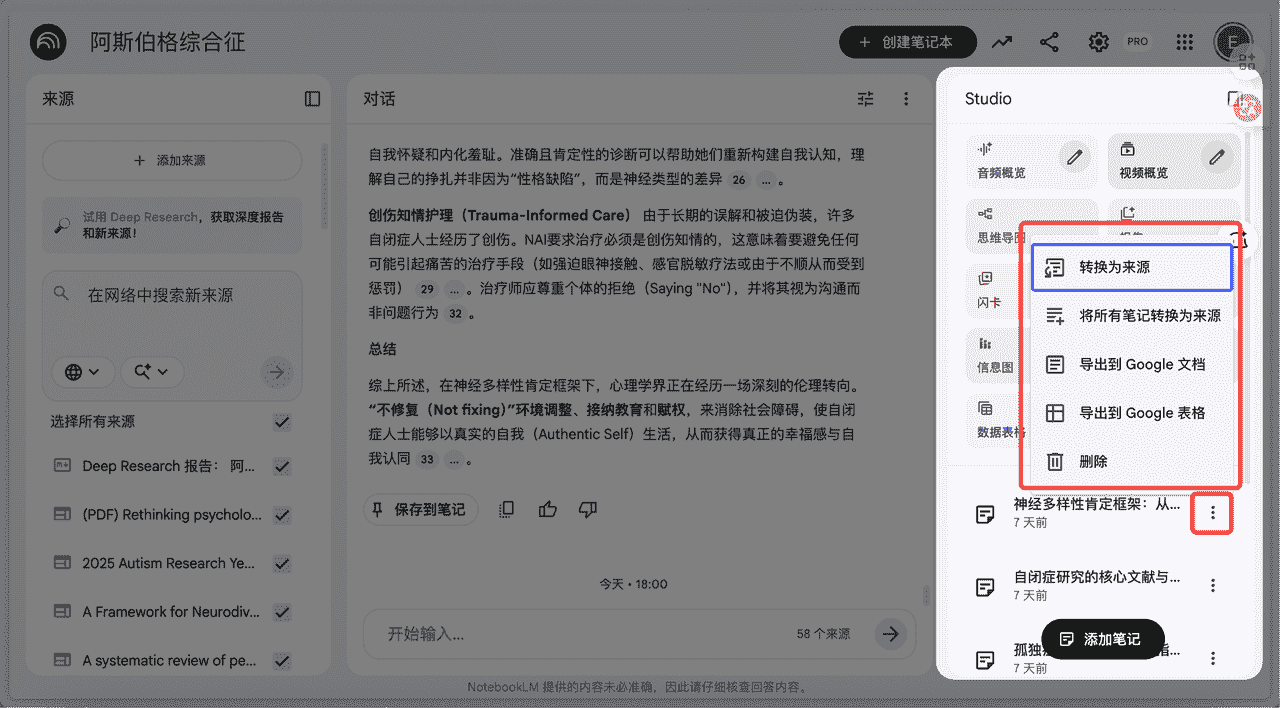 阿斯伯格综合征
+ 创建笔记本
PRO
E
来源
+ 添加来源
试用 Deep Research，获取深度报告
和新来源！
在网络中搜索新来源
选择所有来源
Deep Research 报告： 阿...
(PDF) Rethinking psycholo...
2025 Autism Research Ye...
A Framework for Neurodiv...
A systematic review of ps...
对话
自我怀疑和内化羞耻。准确且肯定性的诊断可以帮助她们重新构建自我认知，理
解自己的挣扎并非因为“性格缺陷”，而是神经类型的差异 26 ... 。
创伤知情护理（Trauma-Informed Care） 由于长期的误解和被迫伪装，许多
自闭症人士经历了创伤。NAI要求治疗必须是创伤知情的，这意味着要避免任何
可能引起痛苦的治疗手段（如强迫眼神接触、感官脱敏疗法或由于不顺从而受到
惩罚） 29 ... 。治疗师应尊重个体的拒绝（Saying "No“），并将其视为沟通而
非问题行为 32 。
总结
综上所述，在神经多样性肯定框架下，心理学界正在经历一场深刻的伦理转向。
“不修复（Not fixing）”环境调整、接纳教育和赋权，来消除社会障碍，使自闭
症人士能够以真实的自我（Authentic Self）生活，从而获得真正的幸福感与自
我认同 33 ... 。
保存到笔记
今天 • 18:00
开始输入...
58 个来源
NotebookLM 提供的内容未必准确，因此请仔细核查回答内容。
Studio
音频概览
视频概览
思维导图
报告
闪卡
信息图
数据表格
转换为来源
将所有笔记转换为来源
导出到 Google 文档
导出到 Google 表格
删除
神经多样性肯定框架：从...
7 天前
自闭症研究的核心文献与...
7 天前
添加笔记
孤独
指...
7 天前